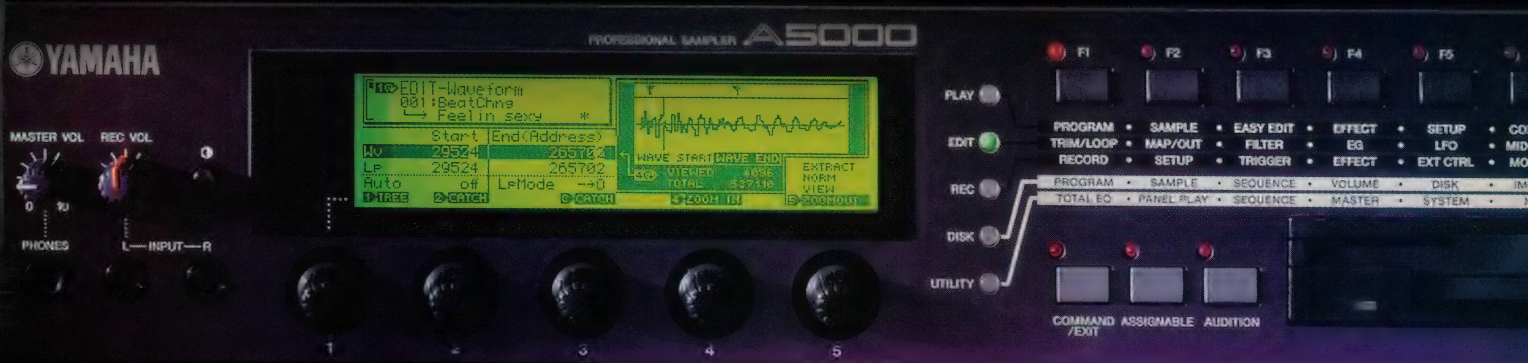 YAMAHA
PROFESSIONAL SAMPLER A5000
MASTER VOL REC VOL
0 10
PHONES
L—INPUT—R
EDIT-Waveform
001:BeatChng
Feelin sexy *
Start End(Address)
Wv 29524 265702
Lp 29524 265702
Auto off LpMode →O
1 TREE 2 CATCH 3 CATCH 4 ZOOM IN 5 ZOOMOUT
WAVE START WAVE END
VIEWED 4096
TOTAL 537110
EXTRACT
NORM
VIEW
1 2 3 4 5
PLAY
EDIT
REC
DISK
UTILITY
F1 F2 F3 F4 F5
PROGRAM • SAMPLE • EASY EDIT • EFFECT • SETUP •
TRIM/LOOP • MAP/OUT • FILTER • EG • LFO •
RECORD • SETUP • TRIGGER • EFFECT • EXT CTRL •
PROGRAM • SAMPLE • SEQUENCE • VOLUME • DISK •
TOTAL EQ • PANEL PLAY • SEQUENCE • MASTER • SYSTEM •
COMMAND
/EXIT
ASSIGNABLE
AUDITION